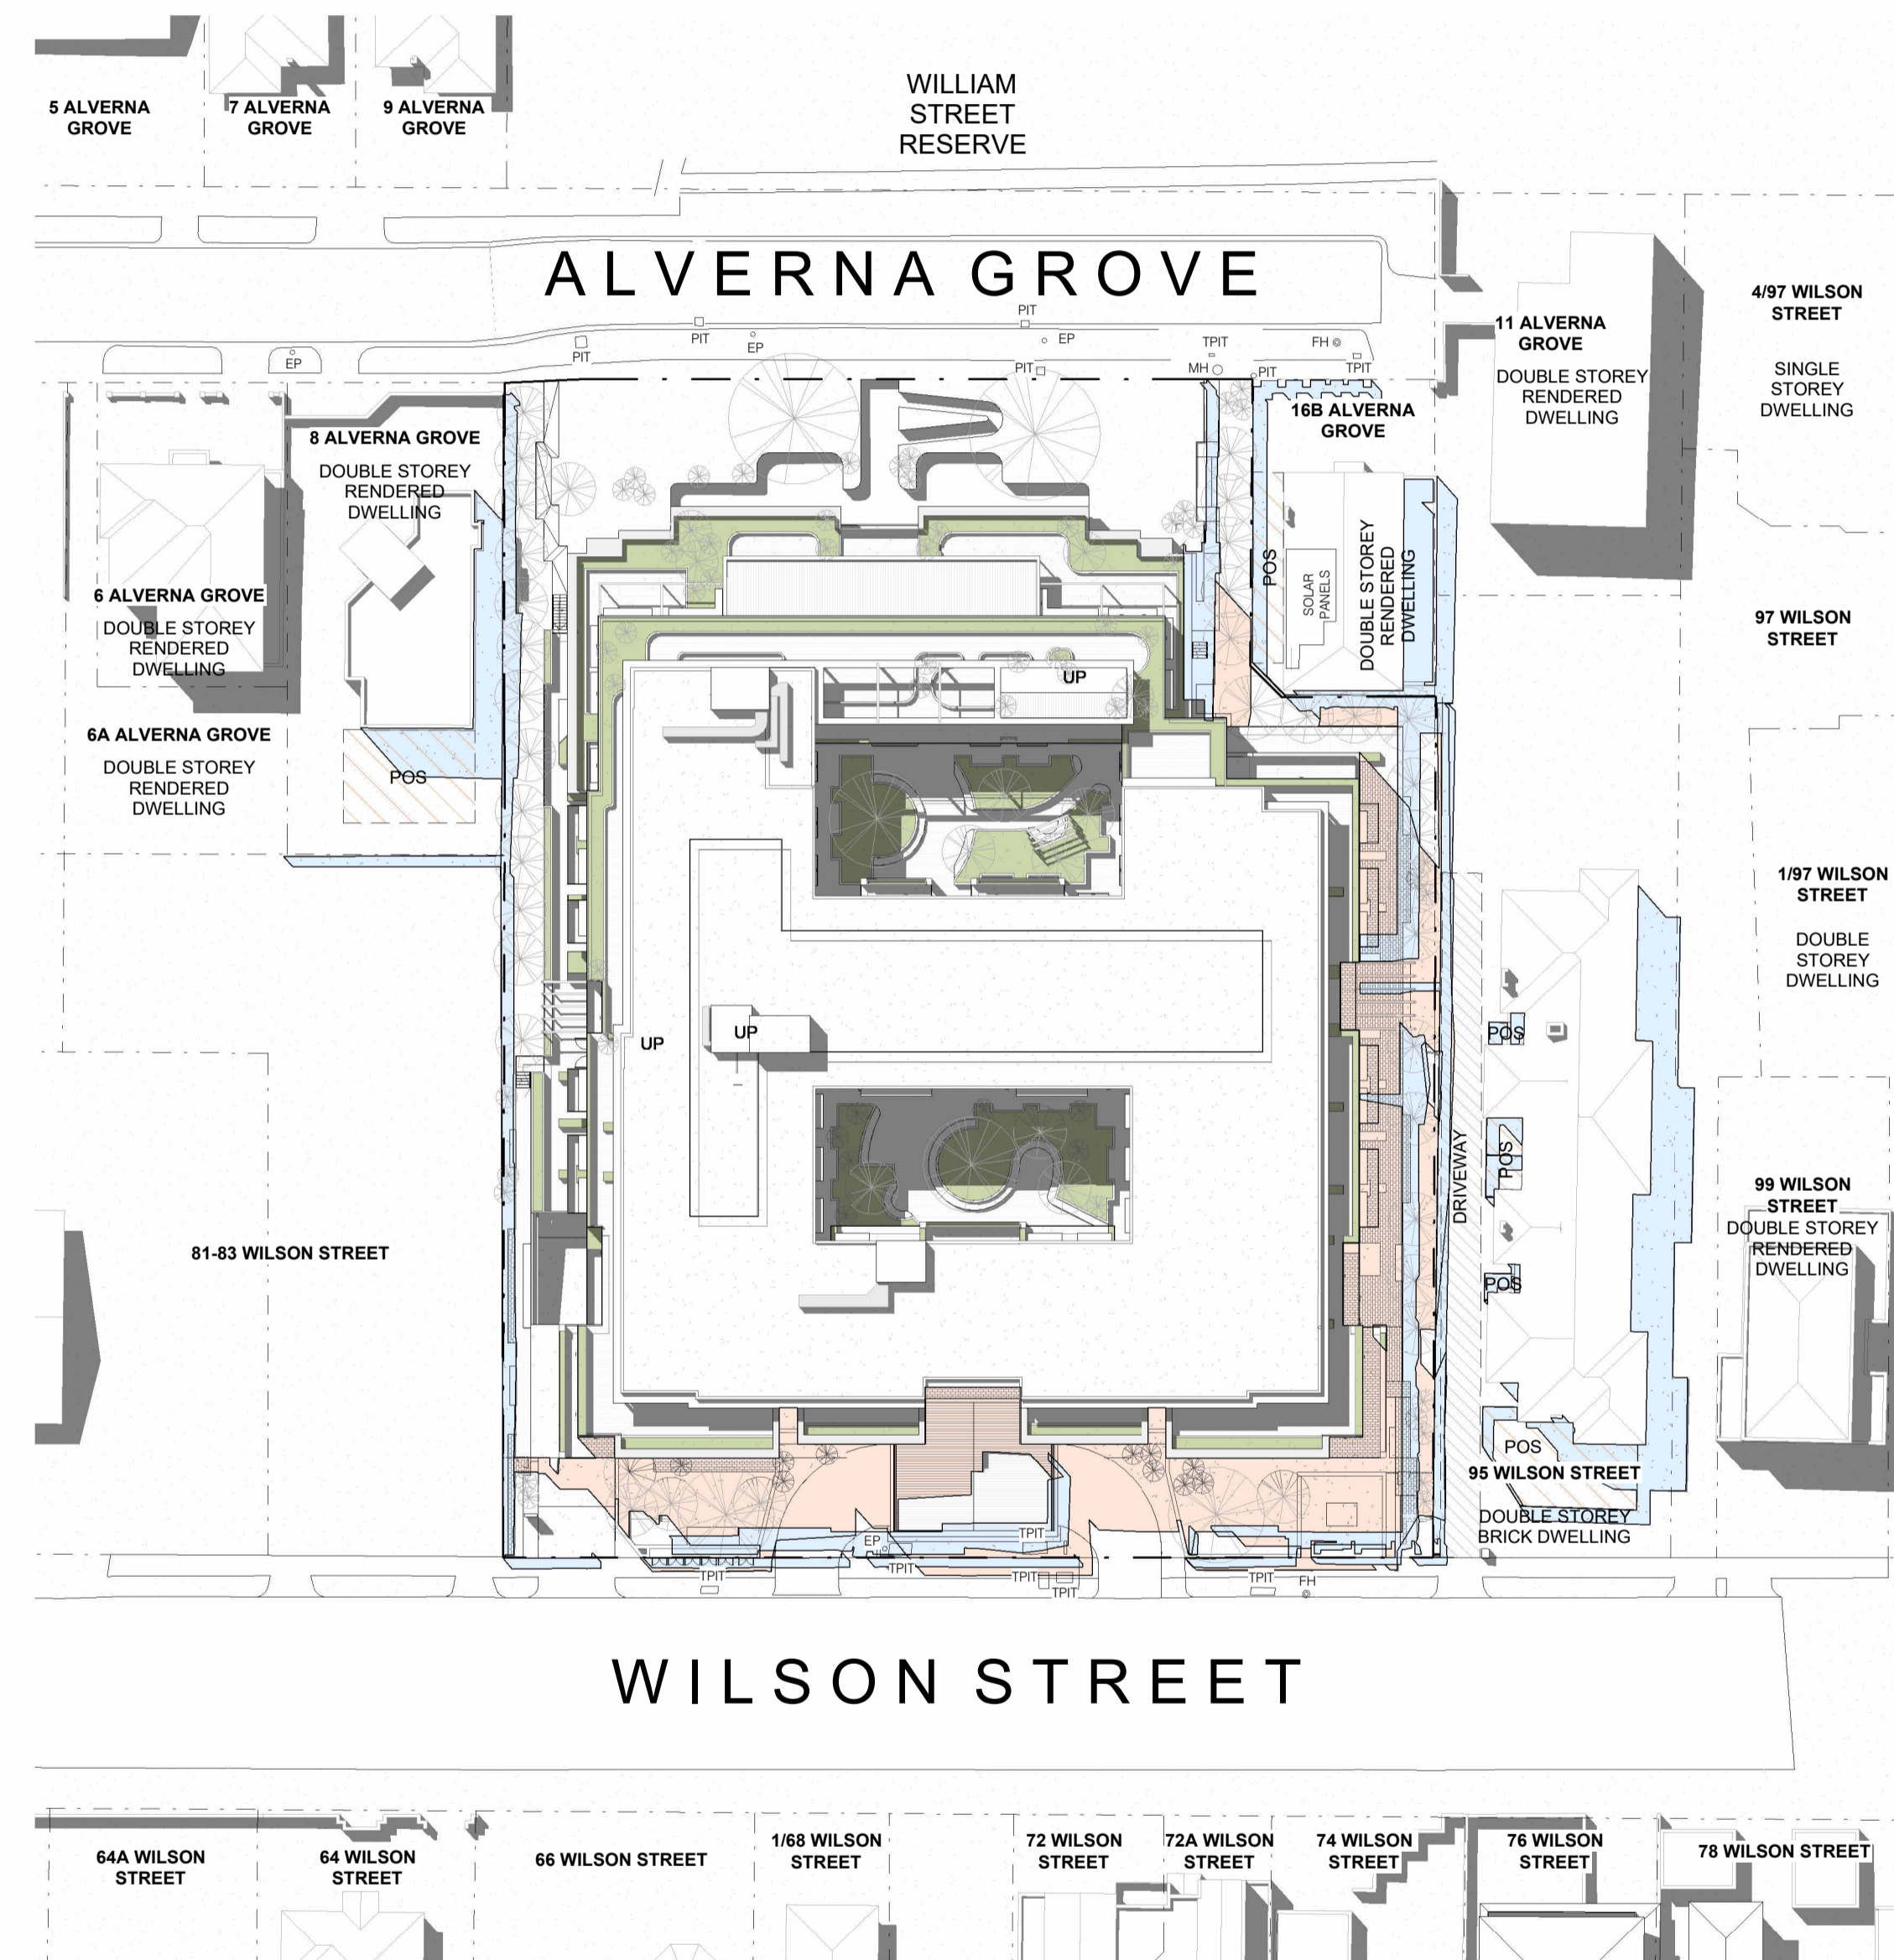 WILLIAM
STREET
RESERVE
5 ALVERNA
GROVE
7 ALVERNA
GROVE
9 ALVERNA
GROVE
ALVERNA GROVE
PIT
PIT
EP
EP
PIT
EP
TPIT
FH
PIT
MH
PIT
TPIT
4/97 WILSON
STREET
SINGLE
STOREY
DWELLING
11 ALVERNA
GROVE
DOUBLE STOREY
RENDERED
DWELLING
16B ALVERNA
GROVE
POS
SOLAR
PANELS
DOUBLE STOREY
RENDERED
DWELLING
8 ALVERNA GROVE
DOUBLE STOREY
RENDERED
DWELLING
6 ALVERNA GROVE
DOUBLE STOREY
RENDERED
DWELLING
6A ALVERNA GROVE
DOUBLE STOREY
RENDERED
DWELLING
POS
97 WILSON
STREET
UP
1/97 WILSON
STREET
DOUBLE
STOREY
DWELLING
UP
UP
POS
POS
POS
DRIVEWAY
99 WILSON
STREET
DOUBLE STOREY
RENDERED
DWELLING
81-83 WILSON STREET
POS
95 WILSON STREET
DOUBLE STOREY
BRICK DWELLING
EP
TPIT
TPIT
TPIT
TPIT
TPIT
TPIT
FH
WILSON STREET
64A WILSON
STREET
64 WILSON
STREET
66 WILSON STREET
1/68 WILSON
STREET
72 WILSON
STREET
72A WILSON
STREET
74 WILSON
STREET
76 WILSON
STREET
78 WILSON STREET